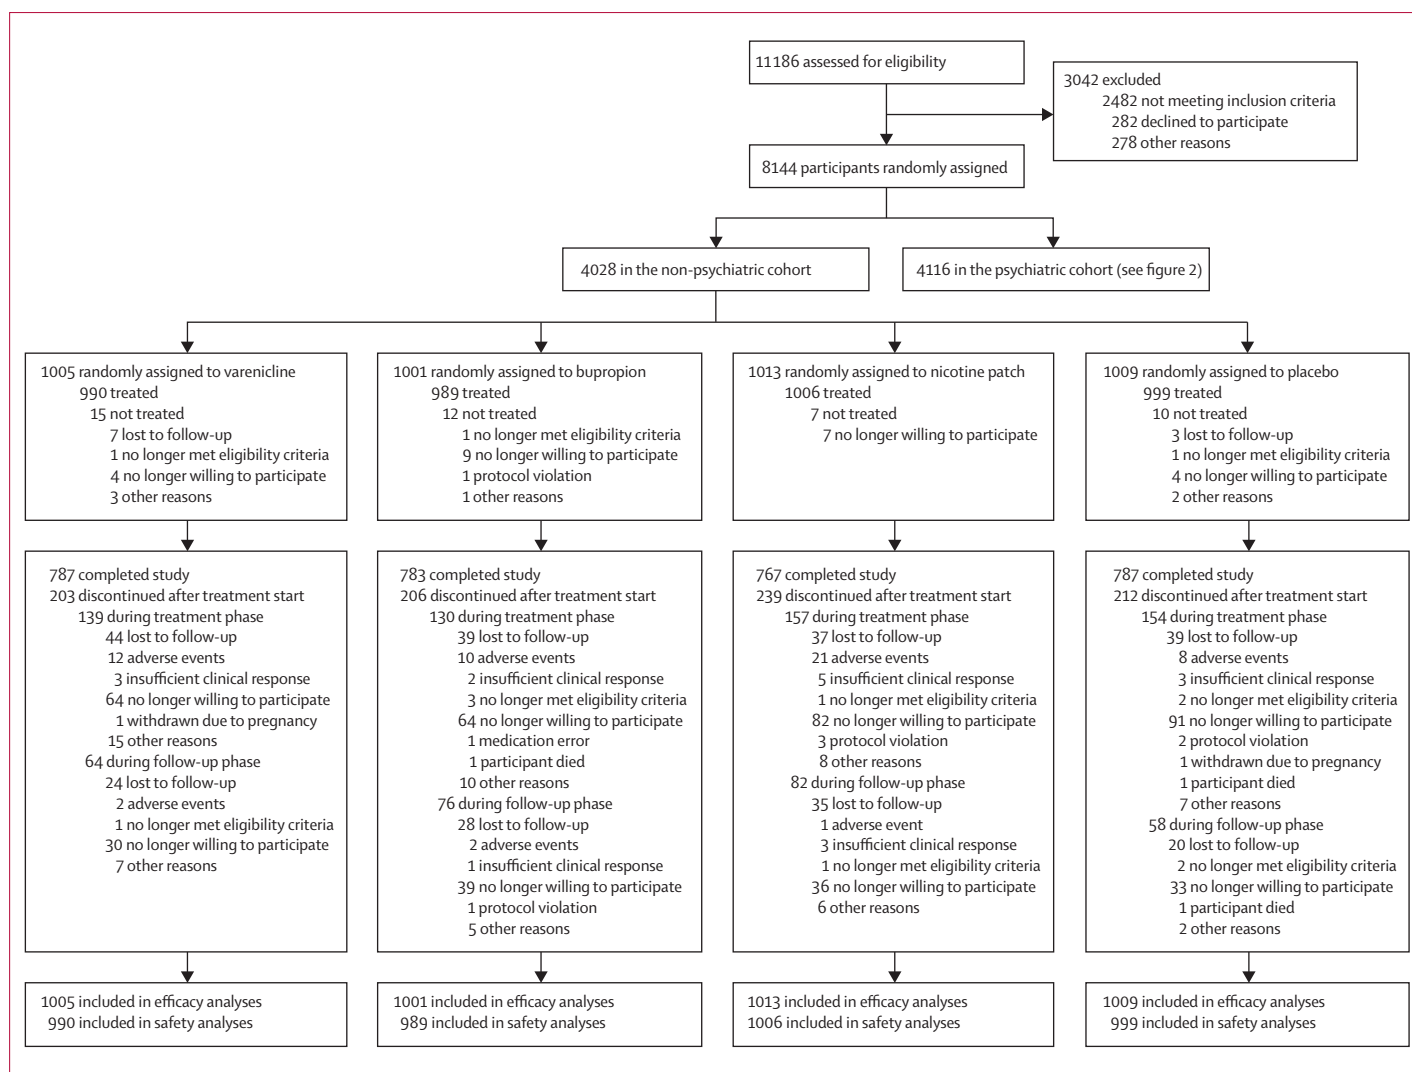 11186 assessed for eligibility
3042 excluded
2482 not meeting inclusion criteria
282 declined to participate
278 other reasons
8144 participants randomly assigned
4028 in the non-psychiatric cohort
4116 in the psychiatric cohort (see figure 2)
1005 randomly assigned to varenicline
990 treated
15 not treated
7 lost to follow-up
1 no longer met eligibility criteria
4 no longer willing to participate
3 other reasons
1001 randomly assigned to bupropion
989 treated
12 not treated
1 no longer met eligibility criteria
9 no longer willing to participate
1 protocol violation
1 other reasons
1013 randomly assigned to nicotine patch
1006 treated
7 not treated
7 no longer willing to participate
1009 randomly assigned to placebo
999 treated
10 not treated
3 lost to follow-up
1 no longer met eligibility criteria
4 no longer willing to participate
2 other reasons
787 completed study
203 discontinued after treatment start
139 during treatment phase
44 lost to follow-up
12 adverse events
3 insufficient clinical response
64 no longer willing to participate
1 withdrawn due to pregnancy
15 other reasons
64 during follow-up phase
24 lost to follow-up
2 adverse events
1 no longer met eligibility criteria
30 no longer willing to participate
7 other reasons
783 completed study
206 discontinued after treatment start
130 during treatment phase
39 lost to follow-up
10 adverse events
2 insufficient clinical response
3 no longer met eligibility criteria
64 no longer willing to participate
1 medication error
1 participant died
10 other reasons
76 during follow-up phase
28 lost to follow-up
2 adverse events
1 insufficient clinical response
39 no longer willing to participate
1 protocol violation
5 other reasons
767 completed study
239 discontinued after treatment start
157 during treatment phase
37 lost to follow-up
21 adverse events
5 insufficient clinical response
1 no longer met eligibility criteria
82 no longer willing to participate
3 protocol violation
8 other reasons
82 during follow-up phase
35 lost to follow-up
1 adverse event
3 insufficient clinical response
1 no longer met eligibility criteria
36 no longer willing to participate
6 other reasons
787 completed study
212 discontinued after treatment start
154 during treatment phase
39 lost to follow-up
8 adverse events
3 insufficient clinical response
2 no longer met eligibility criteria
91 no longer willing to participate
2 protocol violation
1 withdrawn due to pregnancy
1 participant died
7 other reasons
58 during follow-up phase
20 lost to follow-up
2 no longer met eligibility criteria
33 no longer willing to participate
1 participant died
2 other reasons
1005 included in efficacy analyses
990 included in safety analyses
1001 included in efficacy analyses
989 included in safety analyses
1013 included in efficacy analyses
1006 included in safety analyses
1009 included in efficacy analyses
999 included in safety analyses